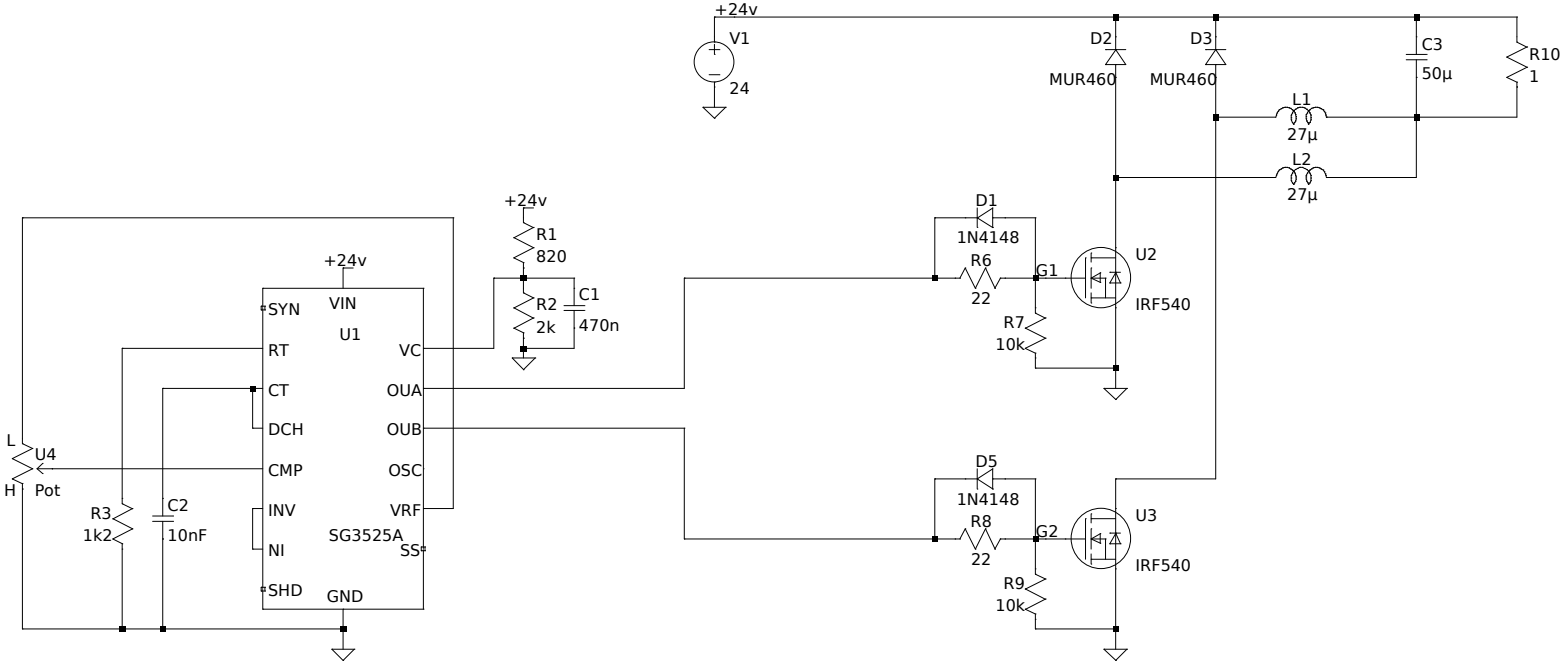 +24v
V1
24
D2
MUR460
D3
MUR460
C3
50µ
R10
1
L1
27µ
L2
27µ
+24v
R1
820
R2
2k
C1
470n
D1
1N4148
R6
22
G1
U2
IRF540
R7
10k
+24v
VIN
U1
SYN
RT
CT
DCH
CMP
INV
NI
SHD
VC
OUA
OUB
OSC
VRF
SG3525A
SS
GND
L
U4
H
Pot
R3
1k2
C2
10nF
D5
1N4148
R8
22
G2
U3
IRF540
R9
10k